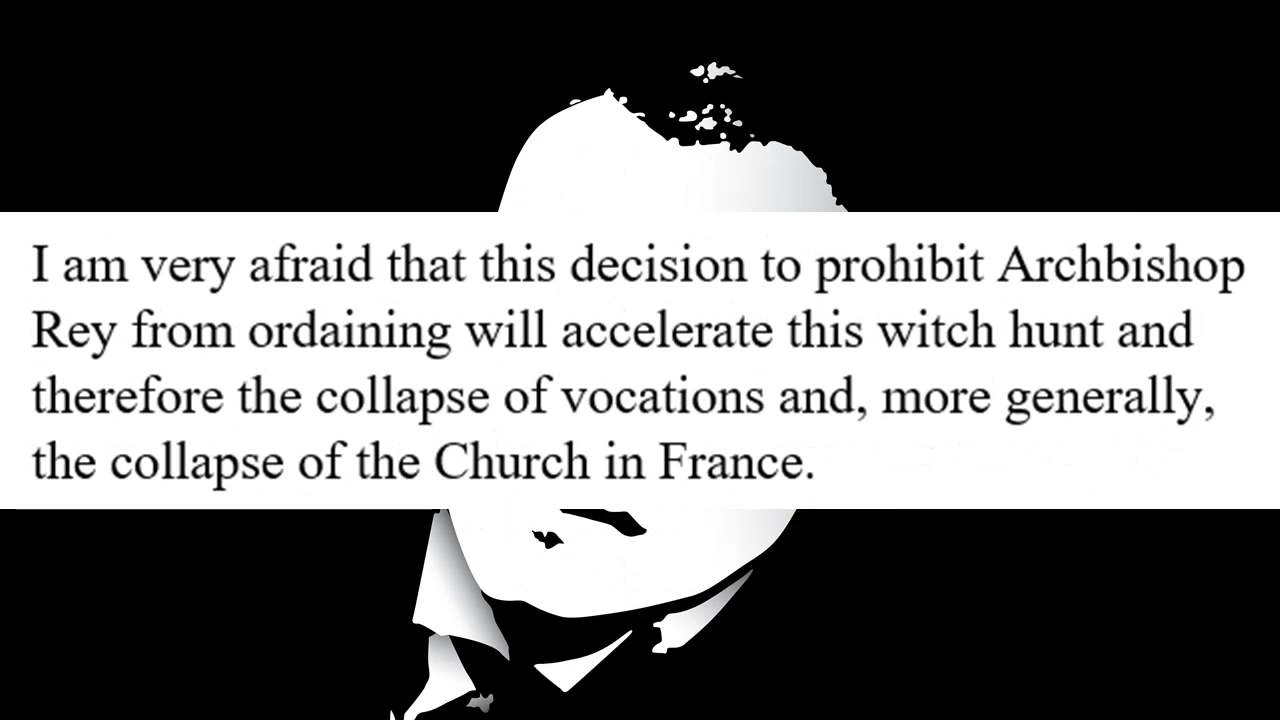 I am very afraid that this decision to prohibit Archbishop
Rey from ordaining will accelerate this witch hunt and
therefore the collapse of vocations and, more generally,
the collapse of the Church in France.